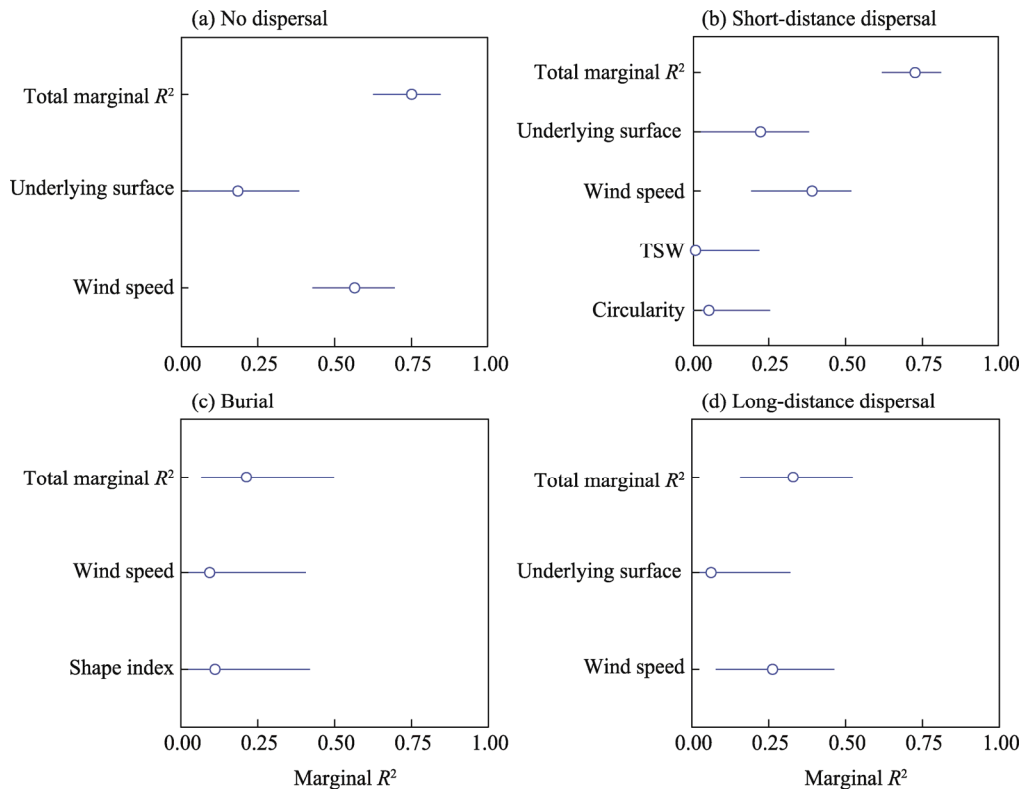 (a) No dispersal
Total marginal R²
Underlying surface
Wind speed
0.00 0.25 0.50 0.75 1.00
(b) Short-distance dispersal
Total marginal R²
Underlying surface
Wind speed
TSW
Circularity
0.00 0.25 0.50 0.75 1.00
(c) Burial
Total marginal R²
Wind speed
Shape index
0.00 0.25 0.50 0.75 1.00
Marginal R²
(d) Long-distance dispersal
Total marginal R²
Underlying surface
Wind speed
0.00 0.25 0.50 0.75 1.00
Marginal R²